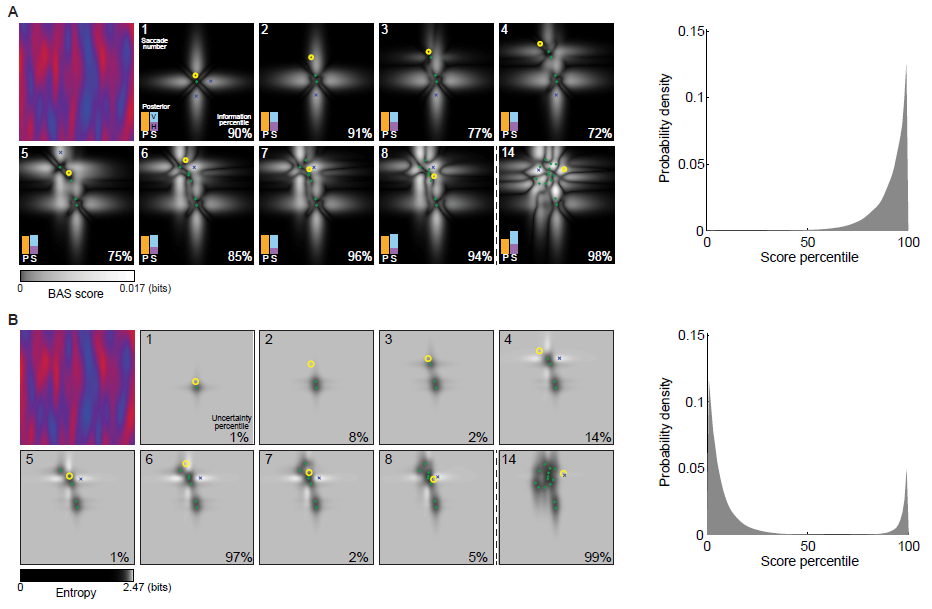 A
1
Saccade
number
Posterior
Information
percentile
P S
90%
2
P S
91%
3
P S
77%
4
P S
72%
5
P S
75%
6
P S
85%
7
P S
96%
8
P S
94%
14
P S
98%
0
0.017 (bits)
BAS score
0.15
0.1
0.05
0
Probability density
0
50
100
Score percentile
B
1
Uncertainty
percentile
1%
2
8%
3
2%
4
14%
5
1%
6
97%
7
2%
8
5%
14
99%
0
2.47 (bits)
Entropy
0.15
0.1
0.05
0
Probability density
0
50
100
Score percentile